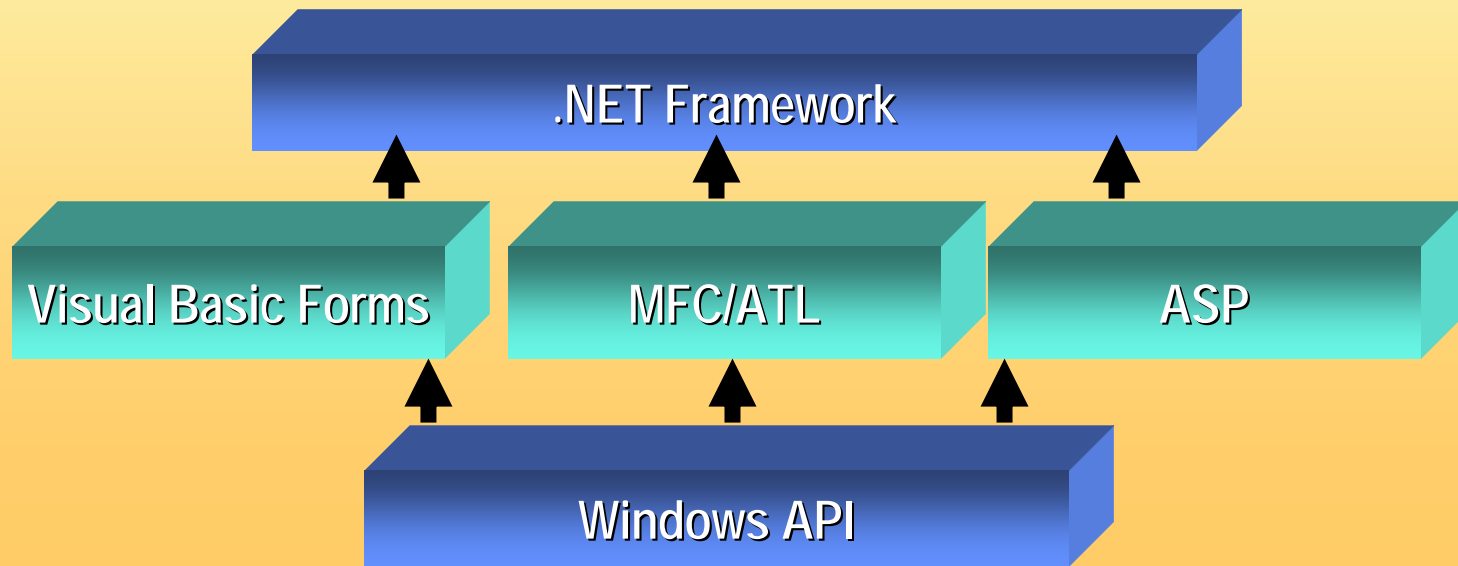 .NET Framework
Visual Basic Forms
MFC/ATL
ASP
Windows API